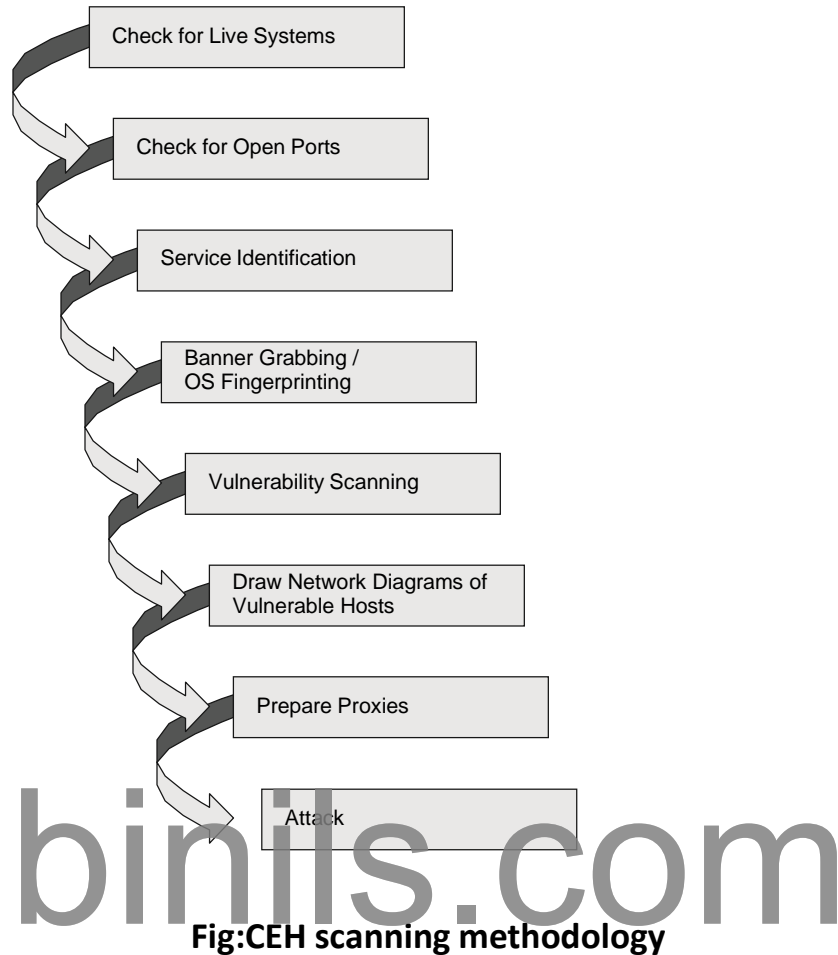 Check for Live Systems
Check for Open Ports
Service Identification
Banner Grabbing /
OS Fingerprinting
Vulnerability Scanning
Draw Network Diagrams of
Vulnerable Hosts
Prepare Proxies
Attack
binils.com
Fig:CEH scanning methodology